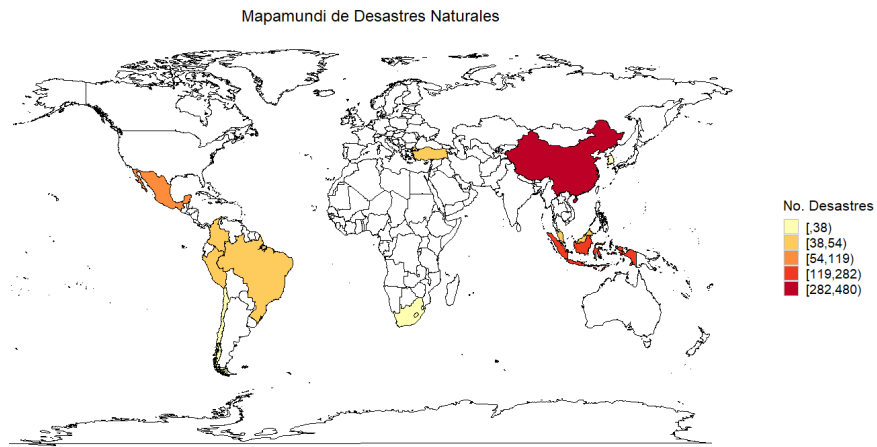 Mapamundi de Desastres Naturales
No. Desastres
[,38)
[38,54)
[54,119)
[119,282)
[282,480)